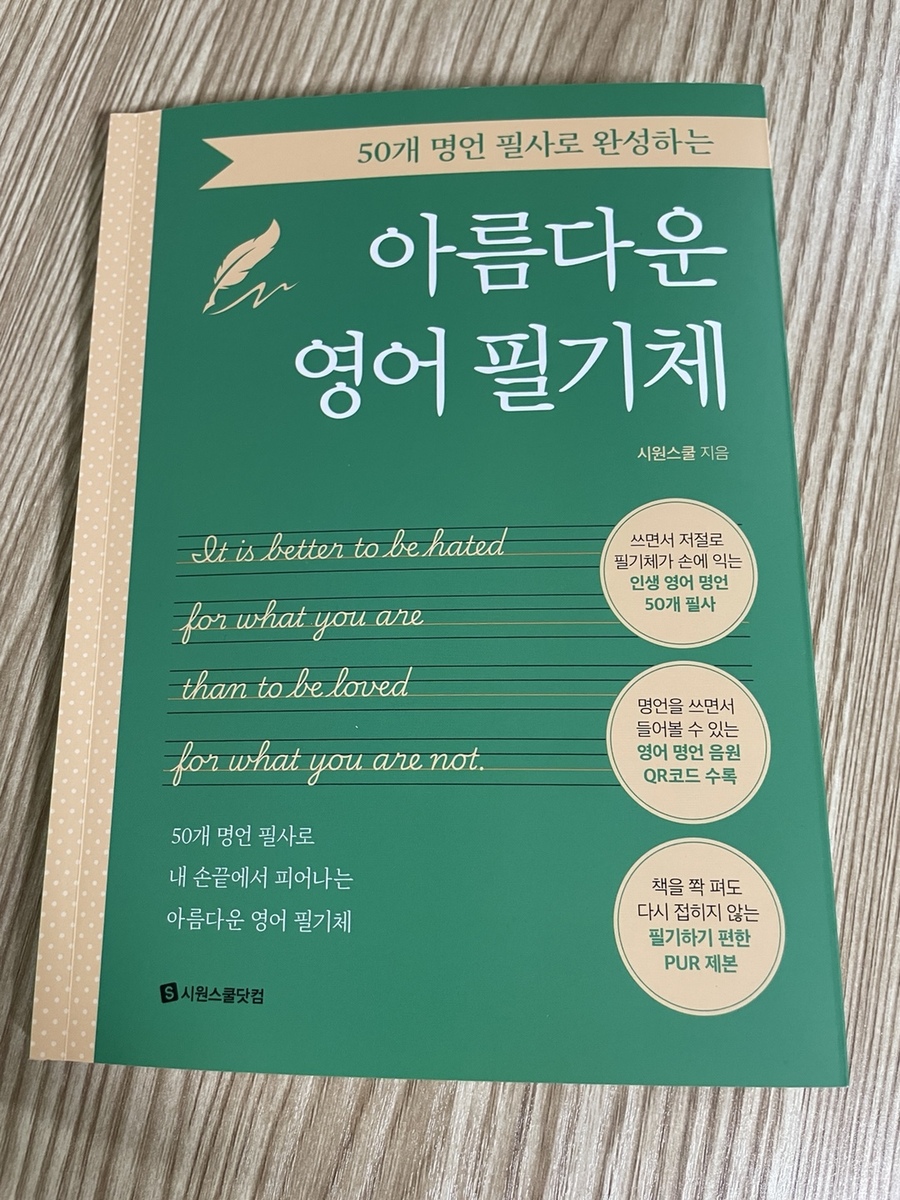 50개 명언 필사로 완성하는
아름다운
영어 필기체
시원스쿨 지음
It is better to be hated
for what you are
than to be loved
for what you are not.
쓰면서 저절로
필기체가 손에 익는
인생 영어 명언
50개 필사
명언을 쓰면서
들어볼 수 있는
영어 명언 음원
QR코드 수록
책을 쫙 펴도
다시 접히지 않는
필기하기 편한
PUR 제본
50개 명언 필사로
내 손끝에서 피어나는
아름다운 영어 필기체
S 시원스쿨닷컴